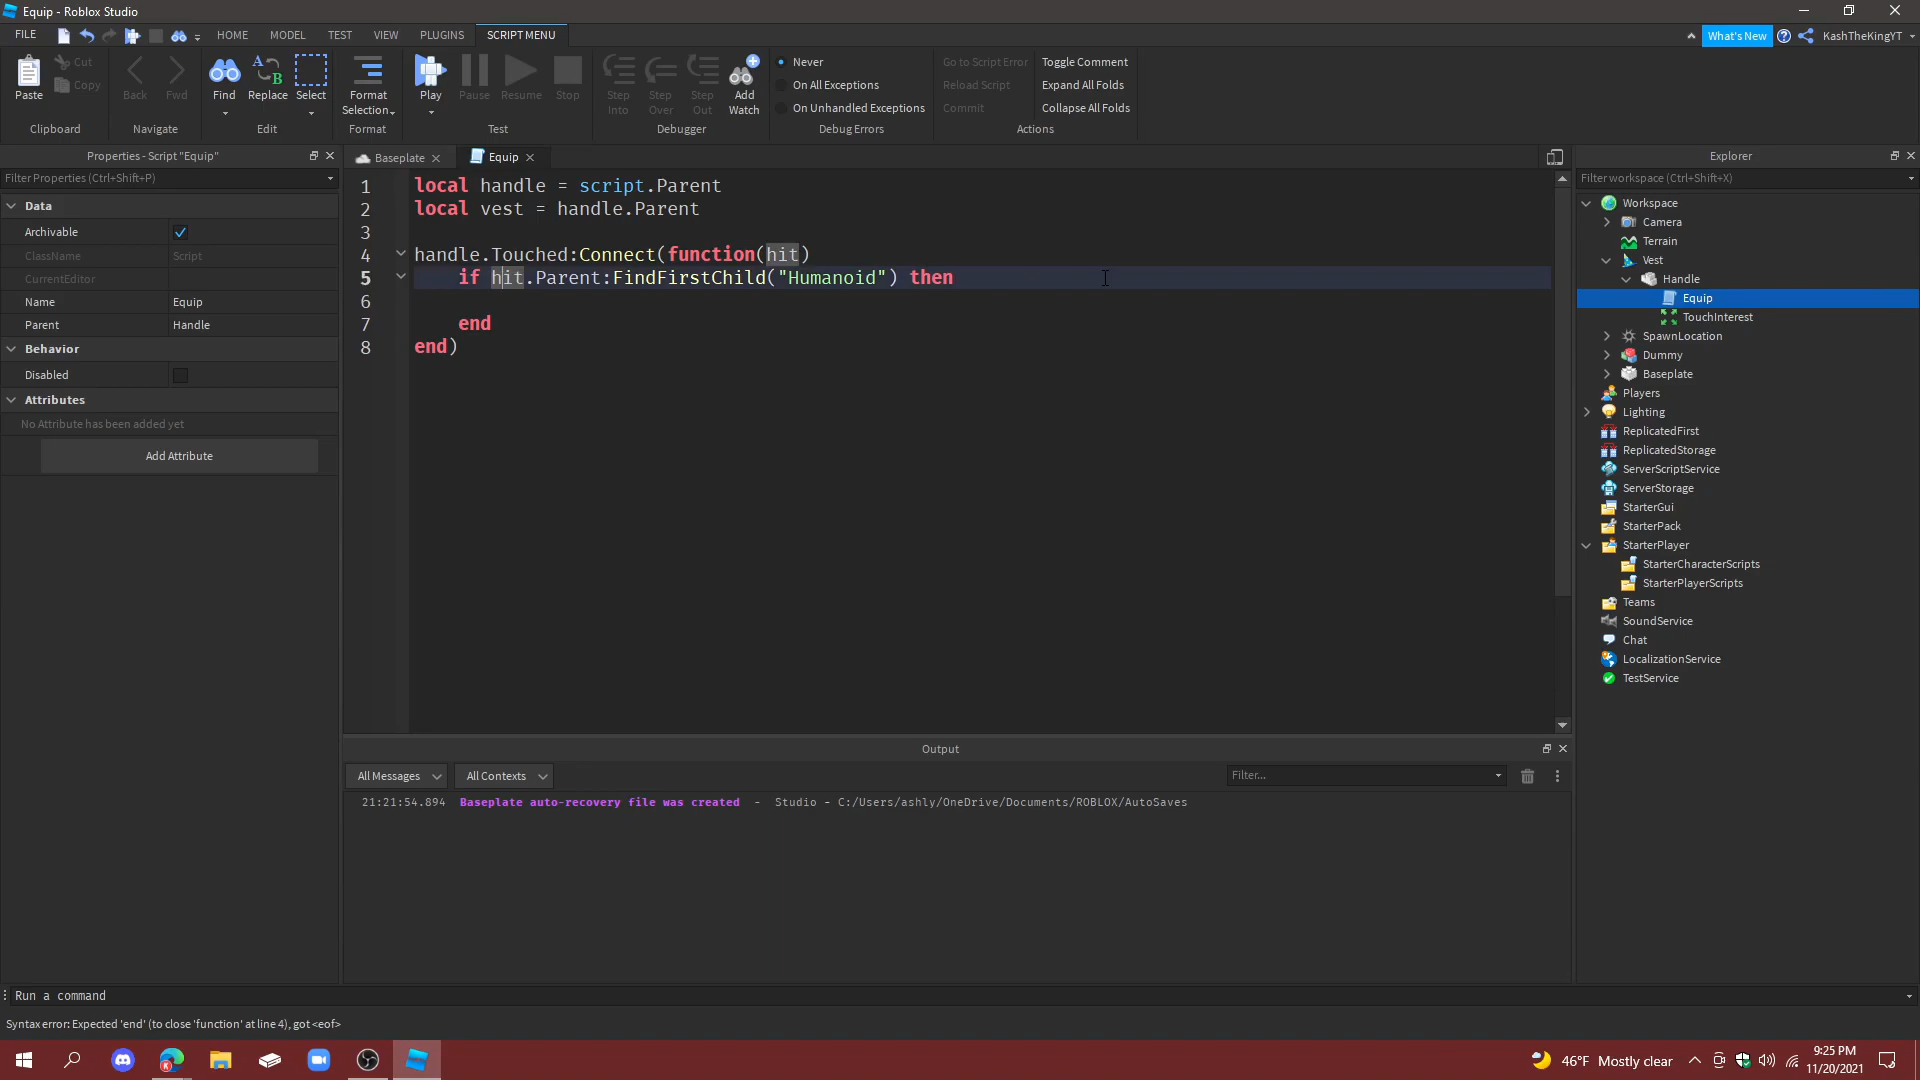 Equip - Roblox Studio
FILE HOME MODEL TEST VIEW PLUGINS SCRIPT MENU What's New KashTheKingYT
Paste Cut Copy Back Fwd Find Replace Select Format Selection Play Pause Resume Stop Step Into Step Over Step Out Add Watch
Never
On All Exceptions
On Unhandled Exceptions
Go to Script Error
Reload Script
Commit
Toggle Comment
Expand All Folds
Collapse All Folds
Clipboard Navigate Edit Format Test Debugger Debug Errors Actions
Properties - Script "Equip"
Filter Properties (Ctrl+Shift+P)
Data
Archivable
ClassName Script
CurrentEditor
Name Equip
Parent Handle
Behavior
Disabled
Attributes
No Attribute has been added yet
Add Attribute
Baseplate Equip
1 local handle = script.Parent
2 local vest = handle.Parent
3
4 handle.Touched:Connect(function(hit)
5 if hit.Parent:FindFirstChild("Humanoid") then
6
7 end
8 end)
Explorer
Filter workspace (Ctrl+Shift+X)
Workspace
Camera
Terrain
Vest
Handle
Equip
TouchInterest
SpawnLocation
Dummy
Baseplate
Players
Lighting
ReplicatedFirst
ReplicatedStorage
ServerScriptService
ServerStorage
StarterGui
StarterPack
StarterPlayer
StarterCharacterScripts
StarterPlayerScripts
Teams
SoundService
Chat
LocalizationService
TestService
Output
All Messages All Contexts Filter...
21:21:54.894 Baseplate auto-recovery file was created - Studio - C:/Users/ashly/OneDrive/Documents/ROBLOX/AutoSaves
Run a command
Syntax error: Expected 'end' (to close 'function' at line 4), got <eof>
46°F Mostly clear
9:25 PM
11/20/2021